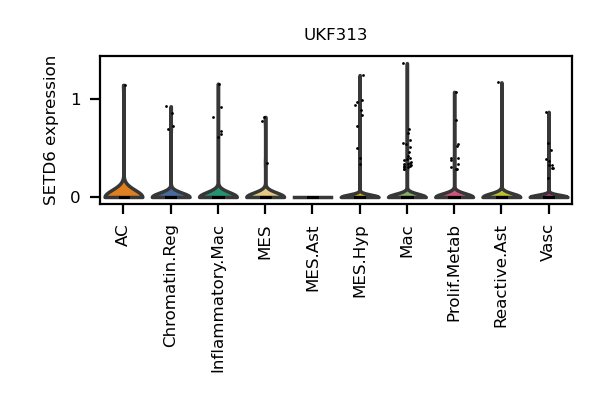 UKF313
SETD6 expression
1
0
AC
Chromatin.Reg
Inflammatory.Mac
MES
MES.Ast
MES.Hyp
Mac
Prolif.Metab
Reactive.Ast
Vasc